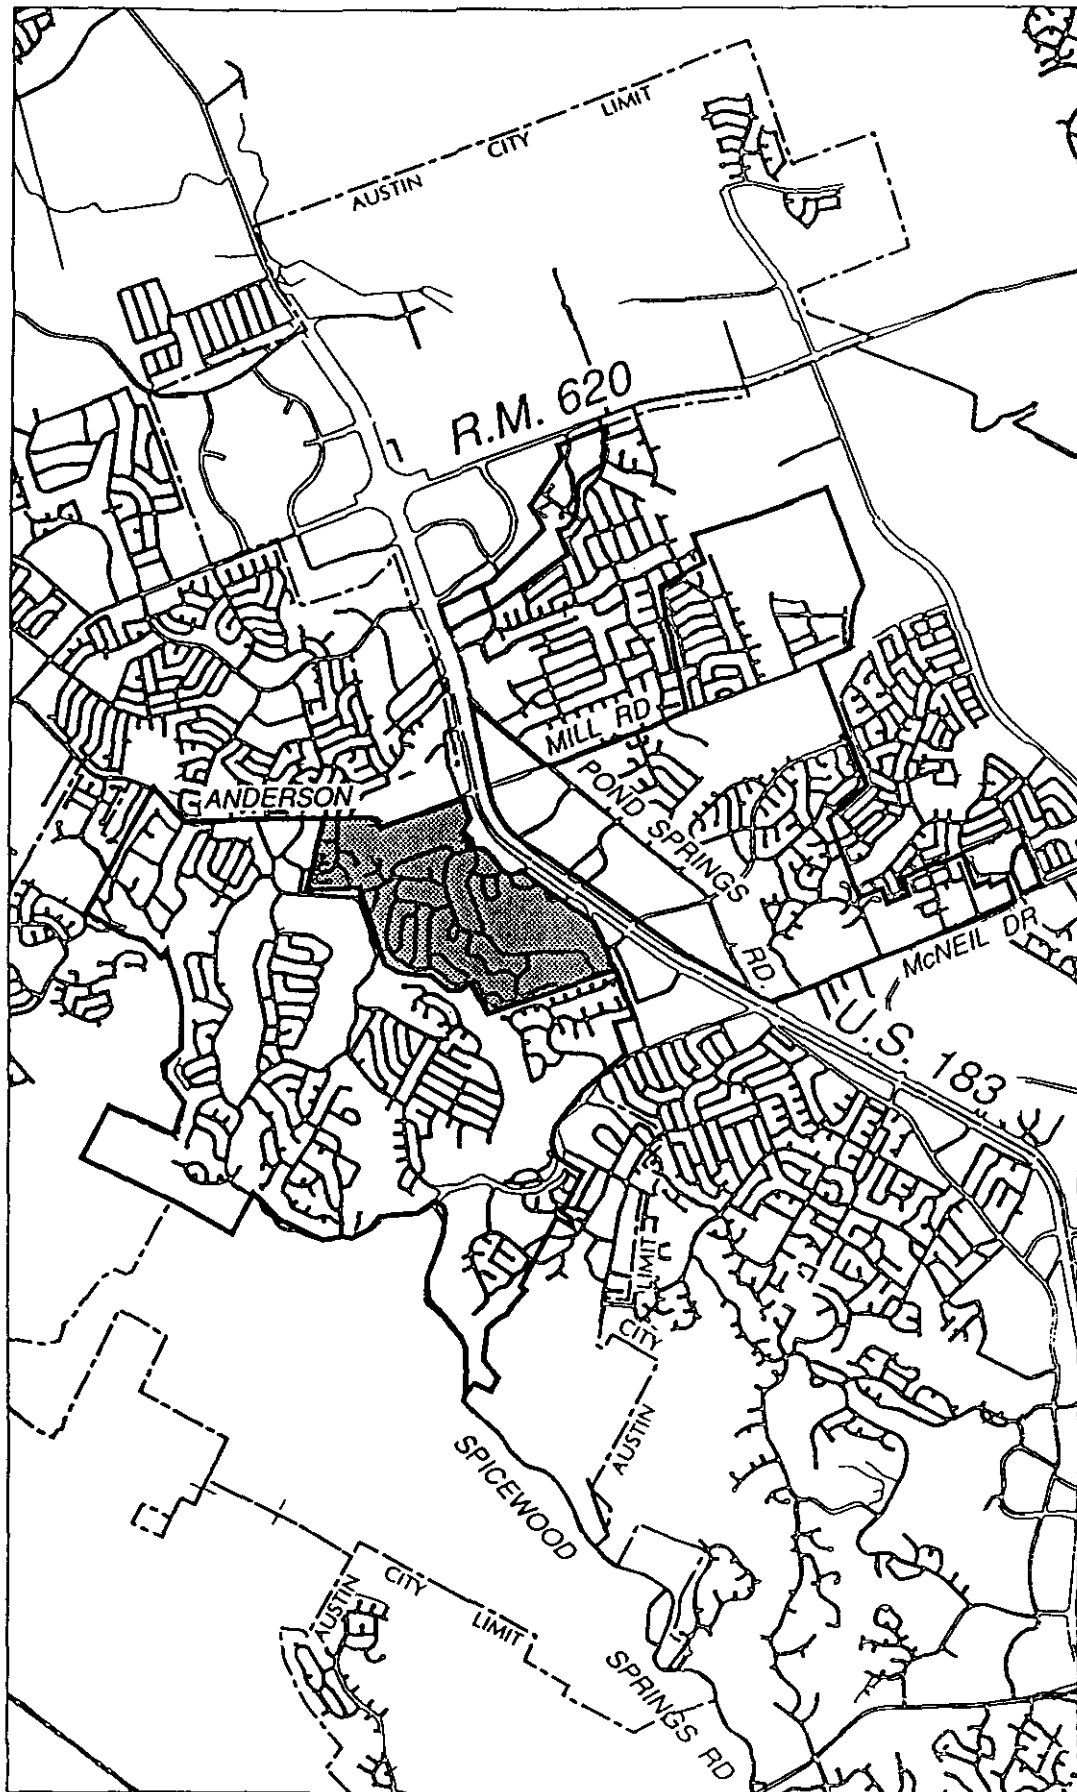 AUSTIN CITY LIMIT
R.M. 620
MILL RD
ANDERSON
POND SPRINGS RD.
McNEIL DR
U.S. 183
LIMIT
CITY
AUSTIN
SPICEWOOD
SPRINGS RD
AUSTIN
CITY
LIMIT